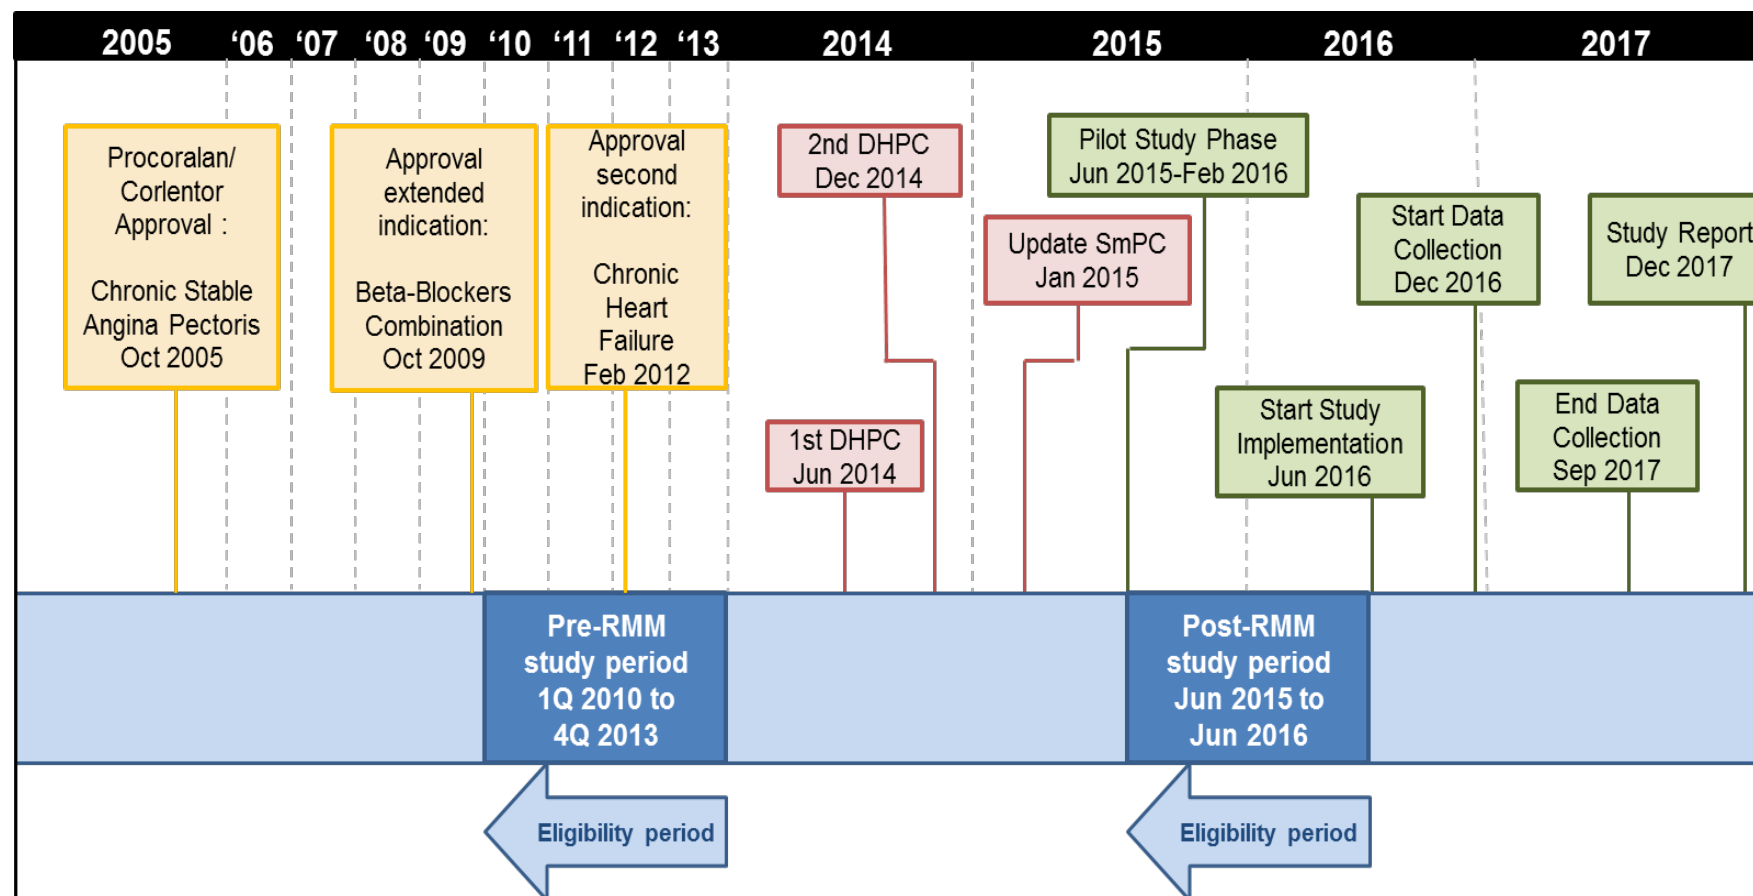 2005 ‘06 ‘07 ‘08 ‘09 ‘10 ‘11 ‘12 ‘13 2014 2015 2016 2017
Procoralan/
Corlentor
Approval :
Chronic Stable
Angina Pectoris
Oct 2005
Approval
extended
indication:
Beta-Blockers
Combination
Oct 2009
Approval
second
indication:
Chronic
Heart
Failure
Feb 2012
2nd DHPC
Dec 2014
1st DHPC
Jun 2014
Update SmPC
Jan 2015
Pilot Study Phase
Jun 2015-Feb 2016
Start Study
Implementation
Jun 2016
Start Data
Collection
Dec 2016
End Data
Collection
Sep 2017
Study Report
Dec 2017
Pre-RMM
study period
1Q 2010 to
4Q 2013
Post-RMM
study period
Jun 2015 to
Jun 2016
Eligibility period
Eligibility period